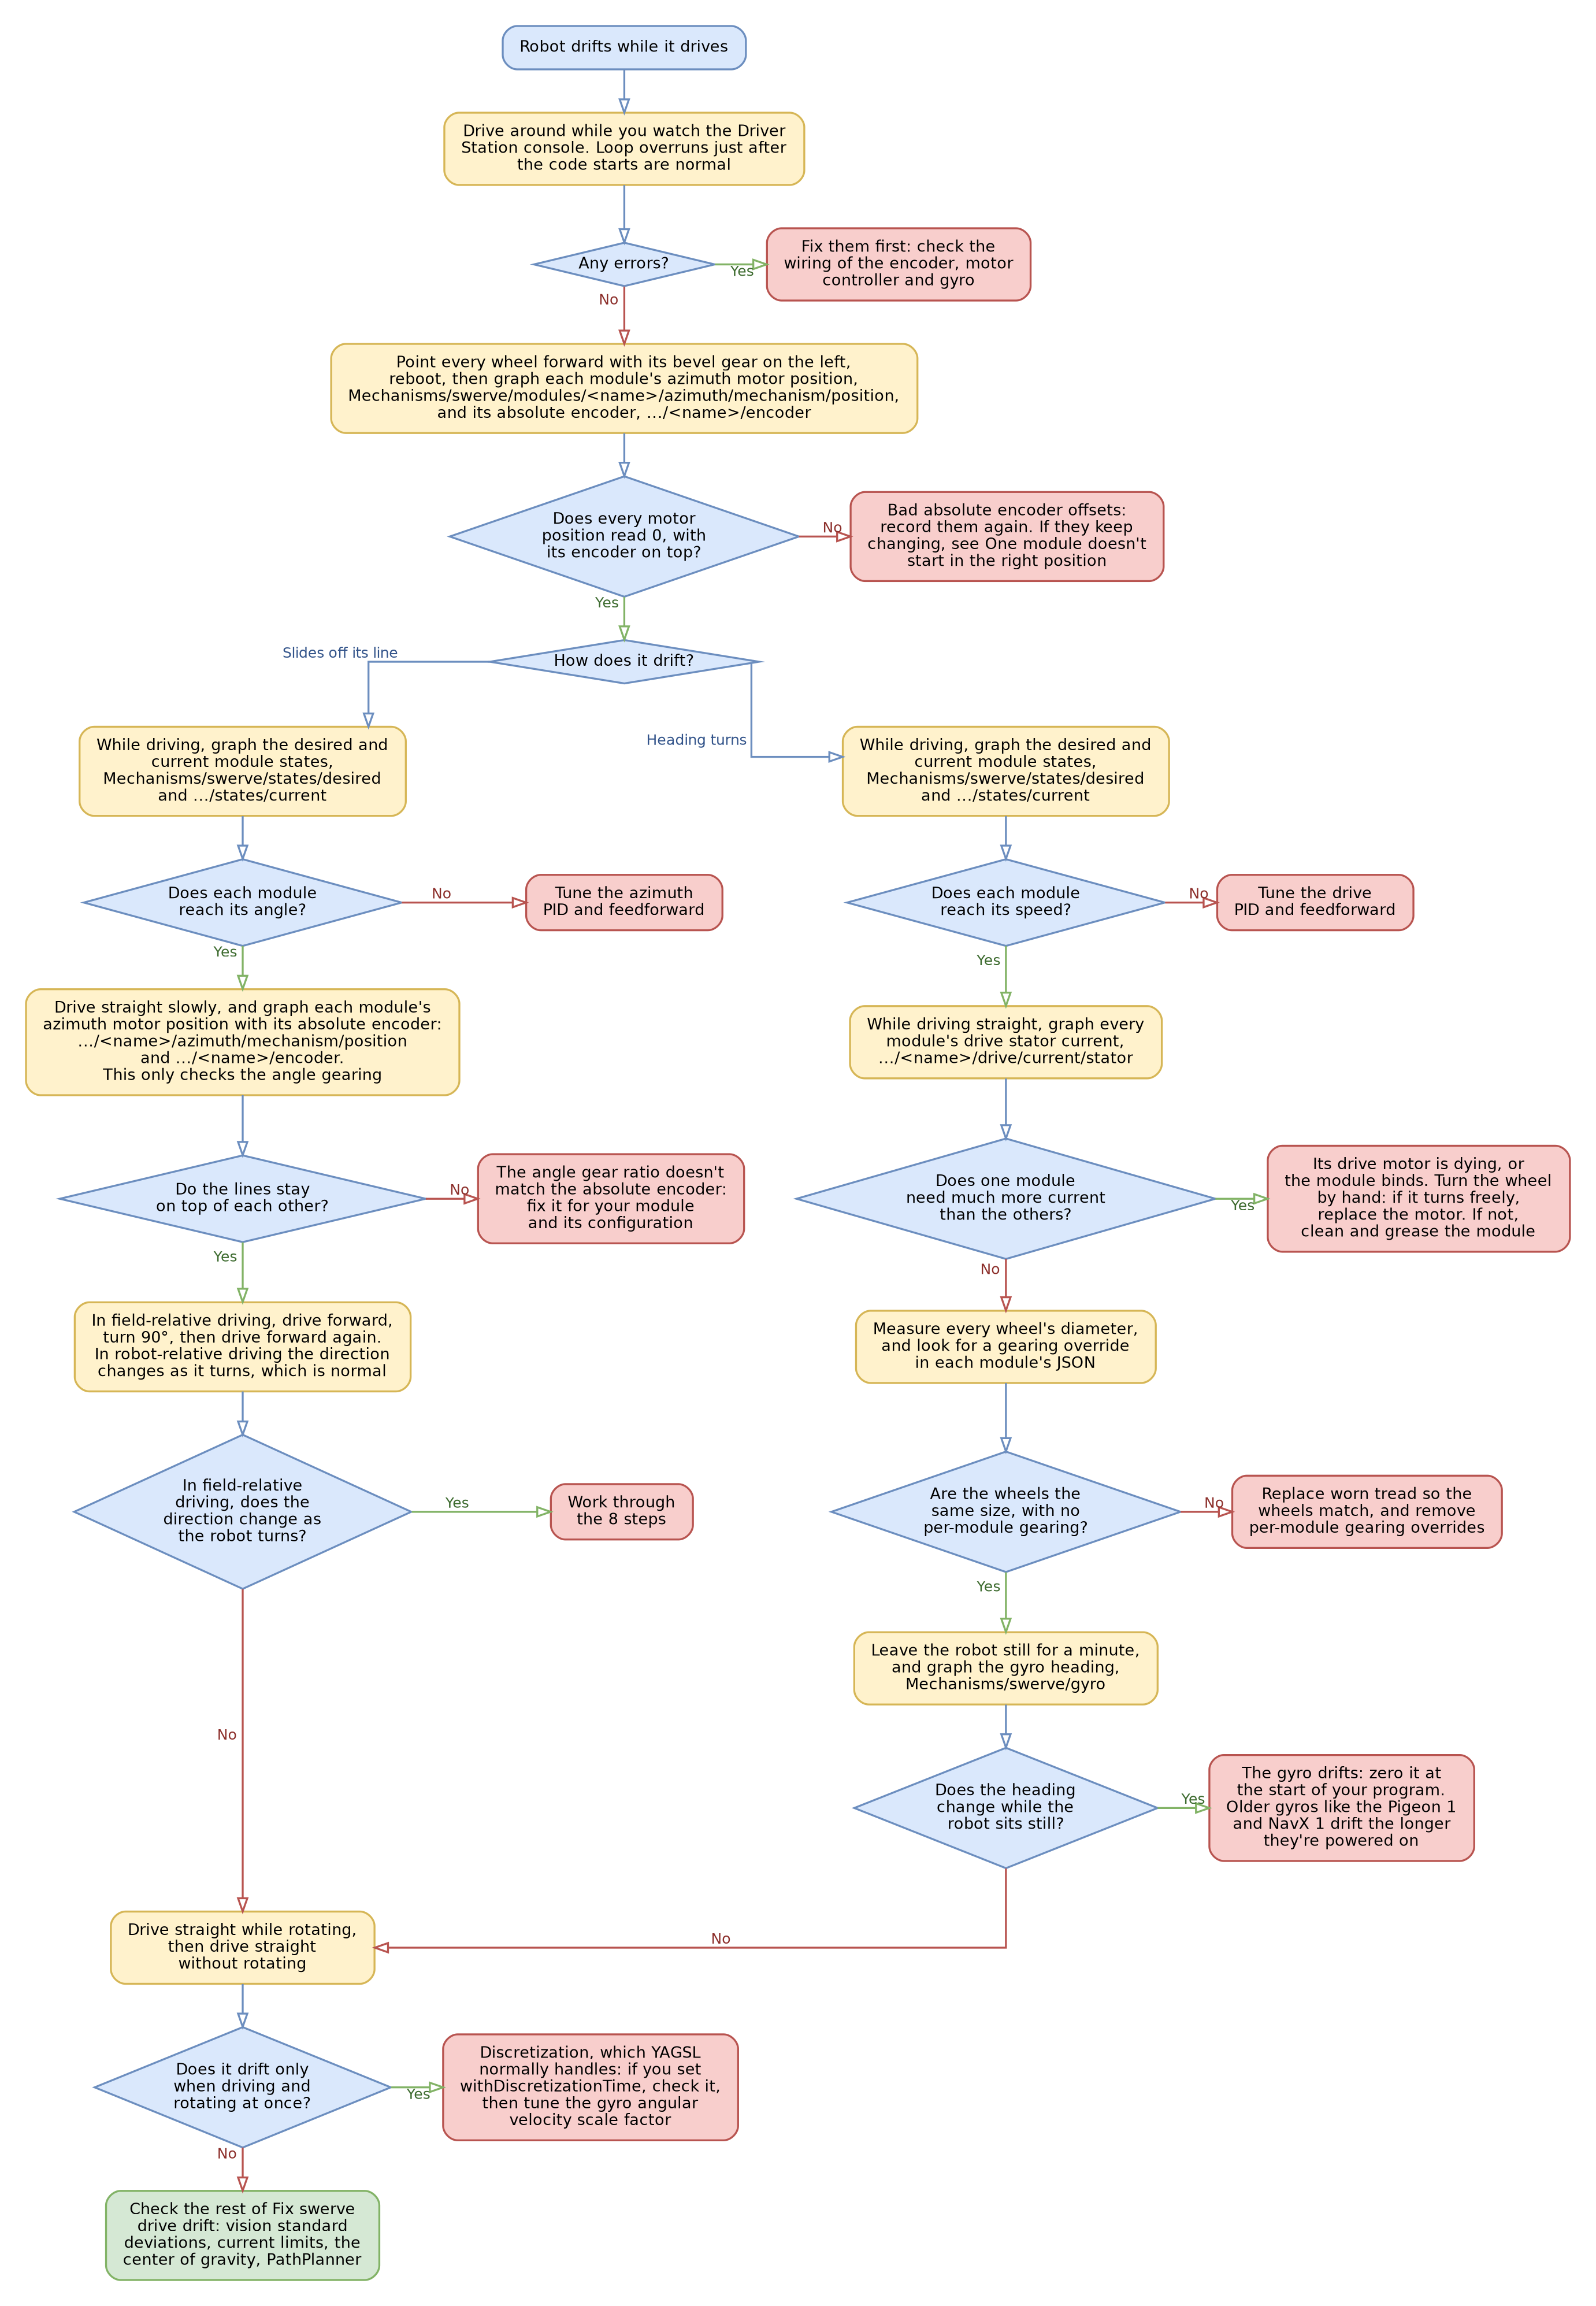 Robot drifts while it drives
Drive around while you watch the Driver
Station console. Loop overruns just after
the code starts are normal
Any errors?
Yes
Fix them first: check the
wiring of the encoder, motor
controller and gyro
No
Point every wheel forward with its bevel gear on the left,
reboot, then graph each module's azimuth motor position,
Mechanisms/swerve/modules/<name>/azimuth/mechanism/position,
and its absolute encoder, …/<name>/encoder
Does every motor
position read 0, with
its encoder on top?
No
Bad absolute encoder offsets:
record them again. If they keep
changing, see One module doesn't
start in the right position
Yes
How does it drift?
Slides off its line
Heading turns
While driving, graph the desired and
current module states,
Mechanisms/swerve/states/desired
and …/states/current
Does each module
reach its angle?
No
Tune the azimuth
PID and feedforward
Yes
Drive straight slowly, and graph each module's
azimuth motor position with its absolute encoder:
…/<name>/azimuth/mechanism/position
and …/<name>/encoder.
This only checks the angle gearing
Do the lines stay
on top of each other?
No
The angle gear ratio doesn't
match the absolute encoder:
fix it for your module
and its configuration
Yes
In field-relative driving, drive forward,
turn 90°, then drive forward again.
In robot-relative driving the direction
changes as it turns, which is normal
In field-relative
driving, does the
direction change as
the robot turns?
Yes
Work through
the 8 steps
No
While driving, graph the desired and
current module states,
Mechanisms/swerve/states/desired
and …/states/current
Does each module
reach its speed?
No
Tune the drive
PID and feedforward
Yes
While driving straight, graph every
module's drive stator current,
…/<name>/drive/current/stator
Does one module
need much more current
than the others?
Yes
Its drive motor is dying, or
the module binds. Turn the wheel
by hand: if it turns freely,
replace the motor. If not,
clean and grease the module
No
Measure every wheel's diameter,
and look for a gearing override
in each module's JSON
Are the wheels the
same size, with no
per-module gearing?
No
Replace worn tread so the
wheels match, and remove
per-module gearing overrides
Yes
Leave the robot still for a minute,
and graph the gyro heading,
Mechanisms/swerve/gyro
Does the heading
change while the
robot sits still?
Yes
The gyro drifts: zero it at
the start of your program.
Older gyros like the Pigeon 1
and NavX 1 drift the longer
they're powered on
No
Drive straight while rotating,
then drive straight
without rotating
Does it drift only
when driving and
rotating at once?
Yes
Discretization, which YAGSL
normally handles: if you set
withDiscretizationTime, check it,
then tune the gyro angular
velocity scale factor
No
Check the rest of Fix swerve
drive drift: vision standard
deviations, current limits, the
center of gravity, PathPlanner